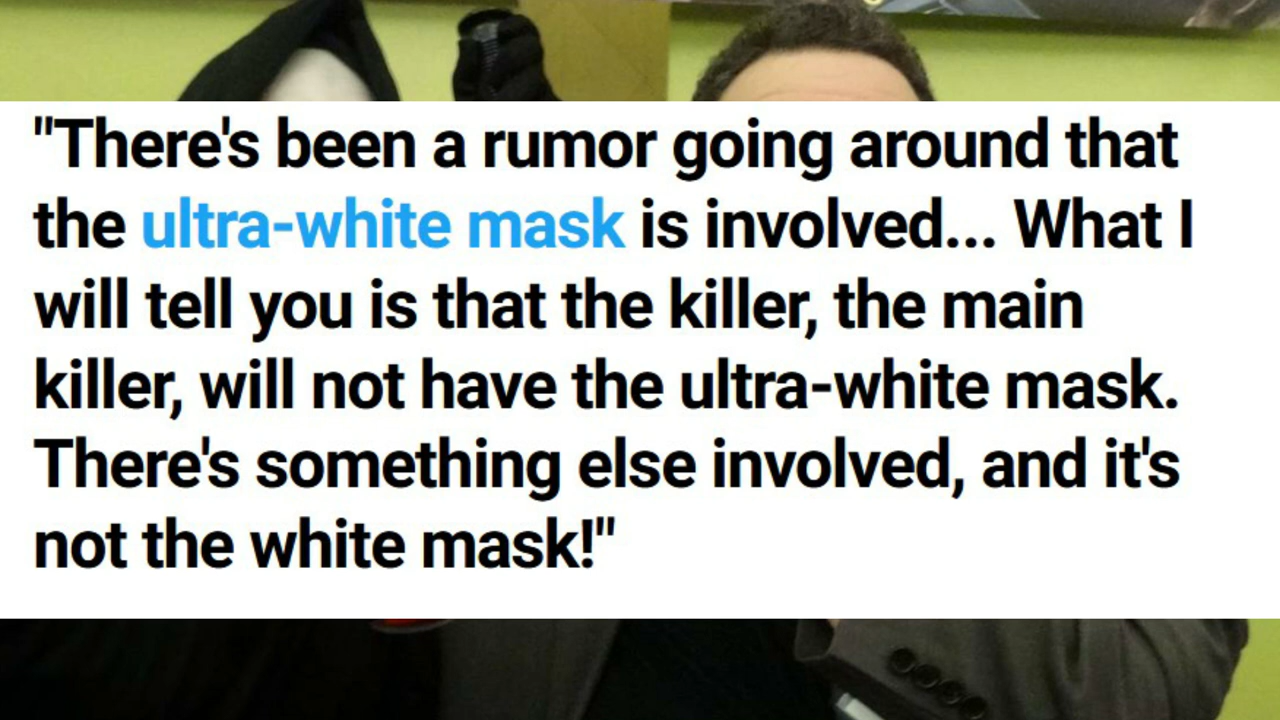 "There's been a rumor going around that
the ultra-white mask is involved... What I
will tell you is that the killer, the main
killer, will not have the ultra-white mask.
There's something else involved, and it's
not the white mask!"